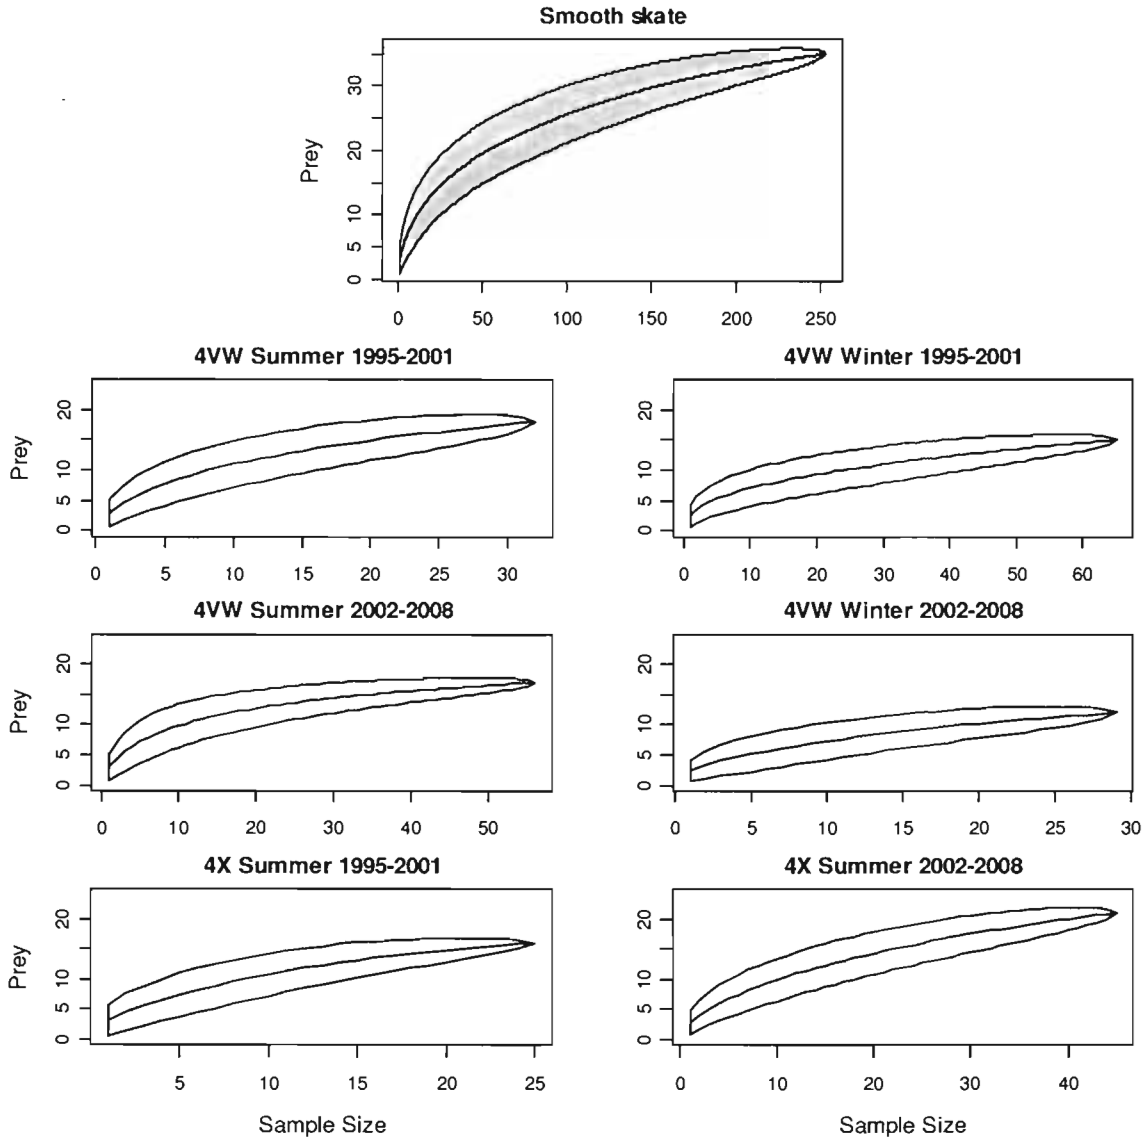 Smooth skate
Prey
0 5 10 20 30
0 50 100 150 200 250
4VW Summer 1995-2001
Prey
0 5 10 20
0 5 10 15 20 25 30
4VW Winter 1995-2001
0 5 10 20
0 10 20 30 40 50 60
4VW Summer 2002-2008
Prey
0 5 10 20
0 10 20 30 40 50
4VW Winter 2002-2008
0 5 10 20
0 5 10 15 20 25 30
4X Summer 1995-2001
Prey
0 5 10 20
5 10 15 20 25
Sample Size
4X Summer 2002-2008
0 5 10 20
0 10 20 30 40
Sample Size